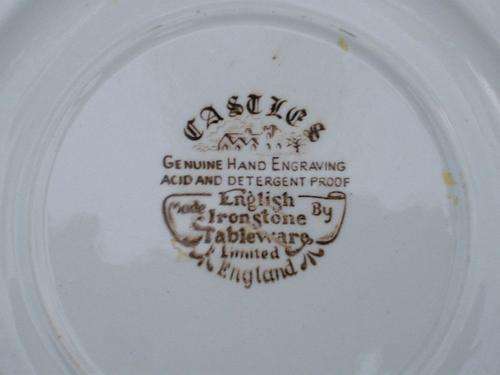 CASTLES
GENUINE HAND ENGRAVING
ACID AND DETERGENT PROOF
Made English By
Ironstone
Tableware
Limited
England